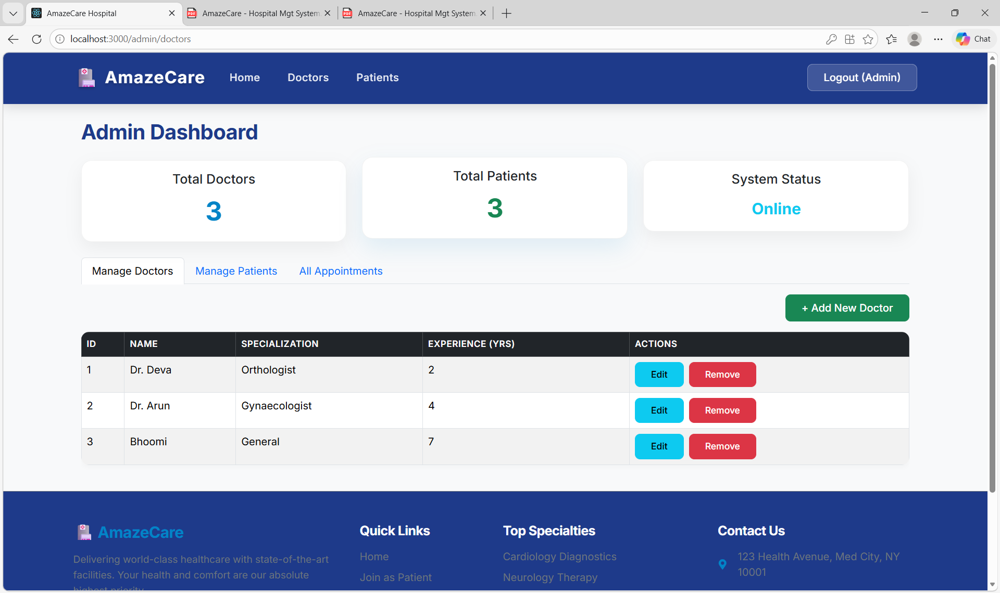 AmazeCare Hospital
AmazeCare - Hospital Mgt System
AmazeCare - Hospital Mgt System
localhost:3000/admin/doctors
Chat
AmazeCare
Home
Doctors
Patients
Logout (Admin)
Admin Dashboard
Total Doctors
3
Total Patients
3
System Status
Online
Manage Doctors
Manage Patients
All Appointments
+ Add New Doctor
ID NAME SPECIALIZATION EXPERIENCE (YRS) ACTIONS
1 Dr. Deva Orthologist 2 Edit Remove
2 Dr. Arun Gynaecologist 4 Edit Remove
3 Bhoomi General 7 Edit Remove
AmazeCare
Delivering world-class healthcare with state-of-the-art
facilities. Your health and comfort are our absolute
highest priority.
Quick Links
Home
Join as Patient
Top Specialties
Cardiology Diagnostics
Neurology Therapy
Contact Us
123 Health Avenue, Med City, NY
10001